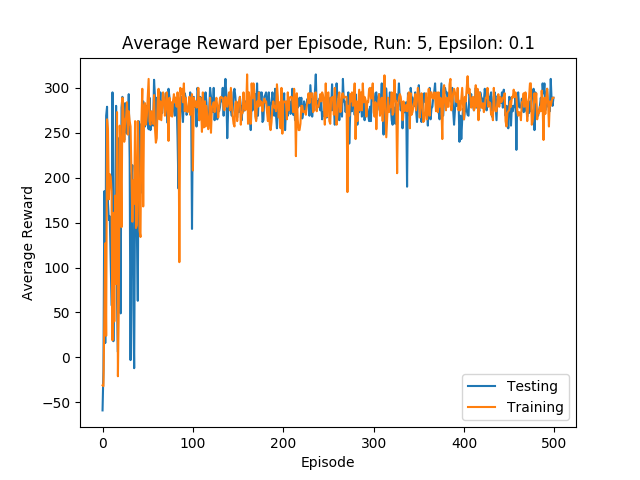 Average Reward per Episode, Run: 5, Epsilon: 0.1
300
250
200
150
100
50
0
−50
Average Reward
0 100 200 300 400 500
Episode
Testing
Training